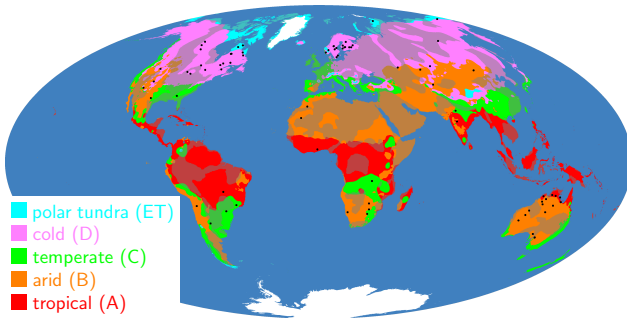 polar tundra (ET)
cold (D)
temperate (C)
arid (B)
tropical (A)